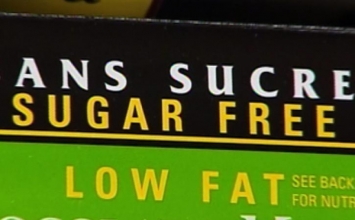 ANS SUCRE
SUGAR FREE
LOW FAT
SEE BACK
FOR NUTR